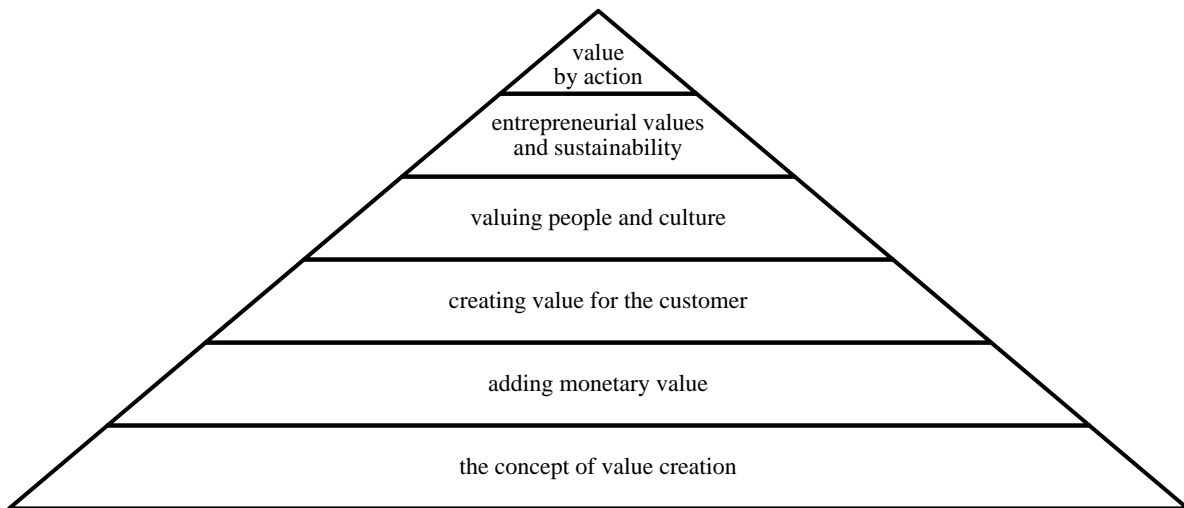 value
by action
entrepreneurial values
and sustainability
valuing people and culture
creating value for the customer
adding monetary value
the concept of value creation